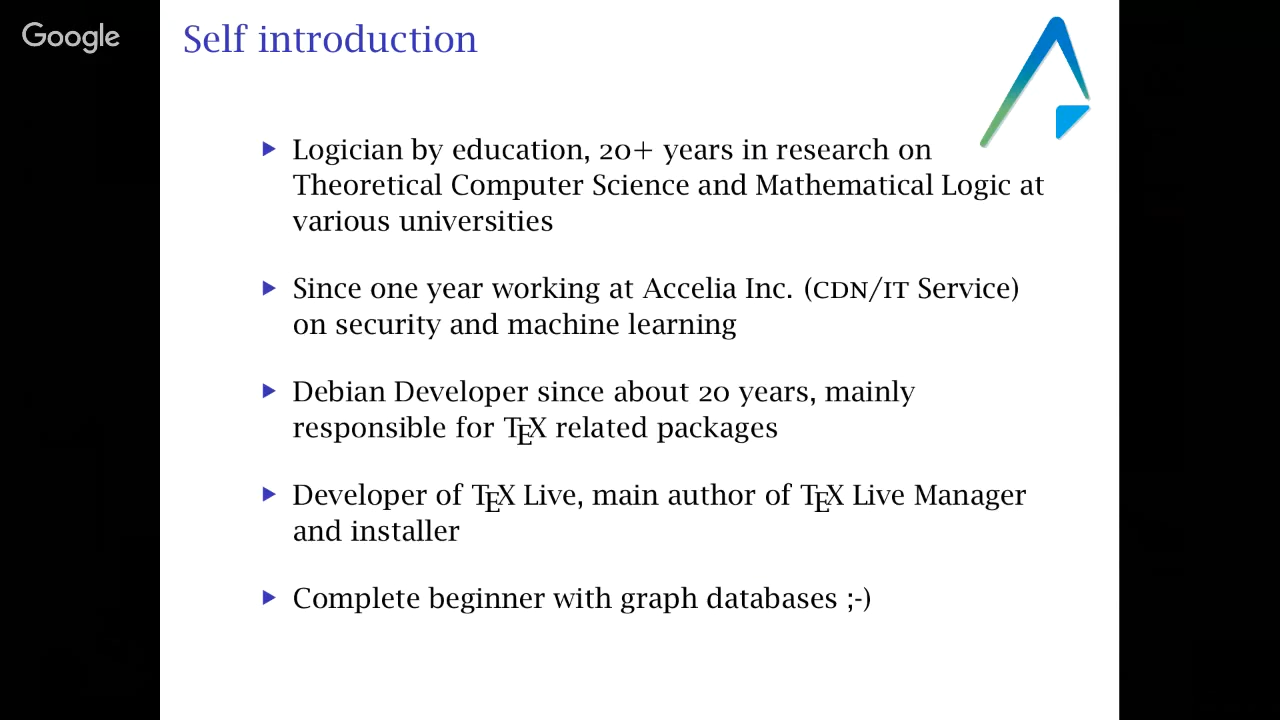 Google
Self introduction
Logician by education, 20+ years in research on
Theoretical Computer Science and Mathematical Logic at
various universities
Since one year working at Accelia Inc. (CDN/IT Service)
on security and machine learning
Debian Developer since about 20 years, mainly
responsible for TEX related packages
Developer of TEX Live, main author of TEX Live Manager
and installer
Complete beginner with graph databases ;-)